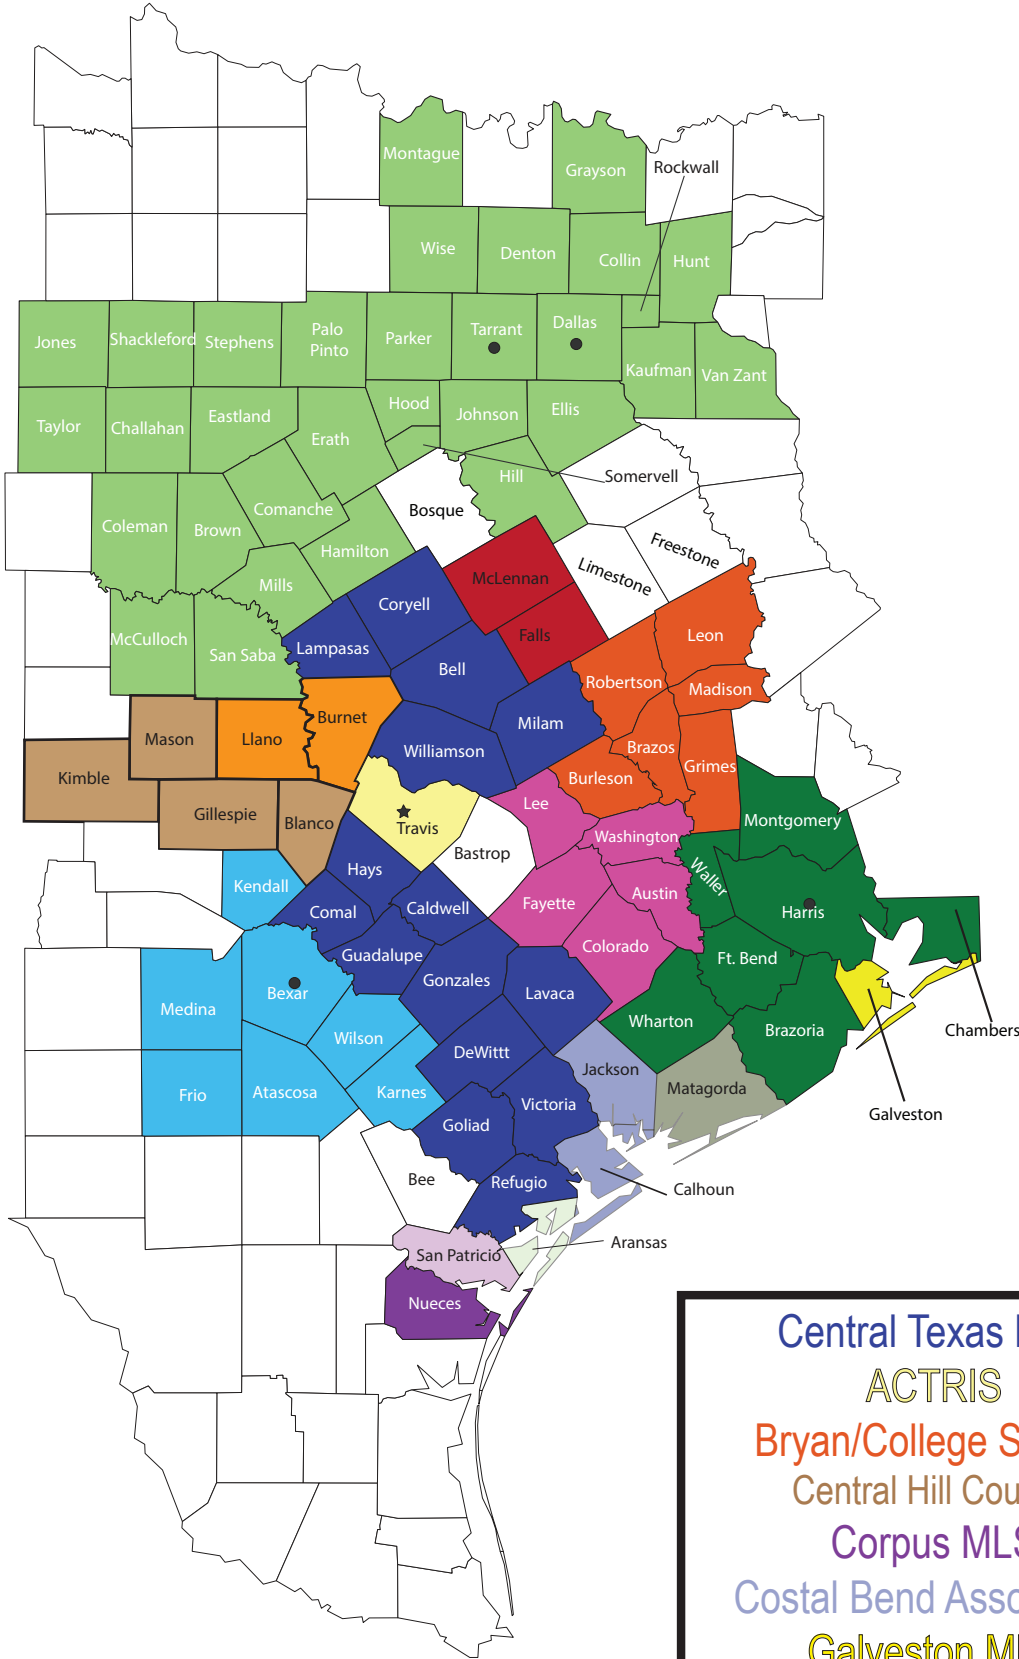 Montague
Grayson
Rockwall
Wise
Denton
Collin
Hunt
Jones
Shackleford
Stephens
Palo
Pinto
Parker
Tarrant
Dallas
Kaufman
Van Zant
Taylor
Challahan
Eastland
Erath
Hood
Johnson
Ellis
Somervell
Hill
Bosque
Comanche
Coleman
Brown
Hamilton
Freestone
Limestone
McLennan
Mills
Coryell
Falls
Leon
McCulloch
San Saba
Lampasas
Bell
Robertson
Madison
Mason
Llano
Burnet
Milam
Williamson
Brazos
Grimes
Kimble
Burleson
Gillespie
Blanco
Travis
Lee
Washington
Montgomery
Bastrop
Hays
Kendall
Waller
Austin
Comal
Caldwell
Fayette
Harris
Guadalupe
Colorado
Ft. Bend
Gonzales
Lavaca
Medina
Bexar
Wharton
Brazoria
Chambers
Wilson
DeWittt
Jackson
Matagorda
Frio
Atascosa
Karnes
Victoria
Galveston
Goliad
Bee
Refugio
Calhoun
Aransas
San Patricio
Nueces
Central Texas
ACTRIS
Bryan/College
Central Hill
Corpus MLS
Costal Bend
Galveston